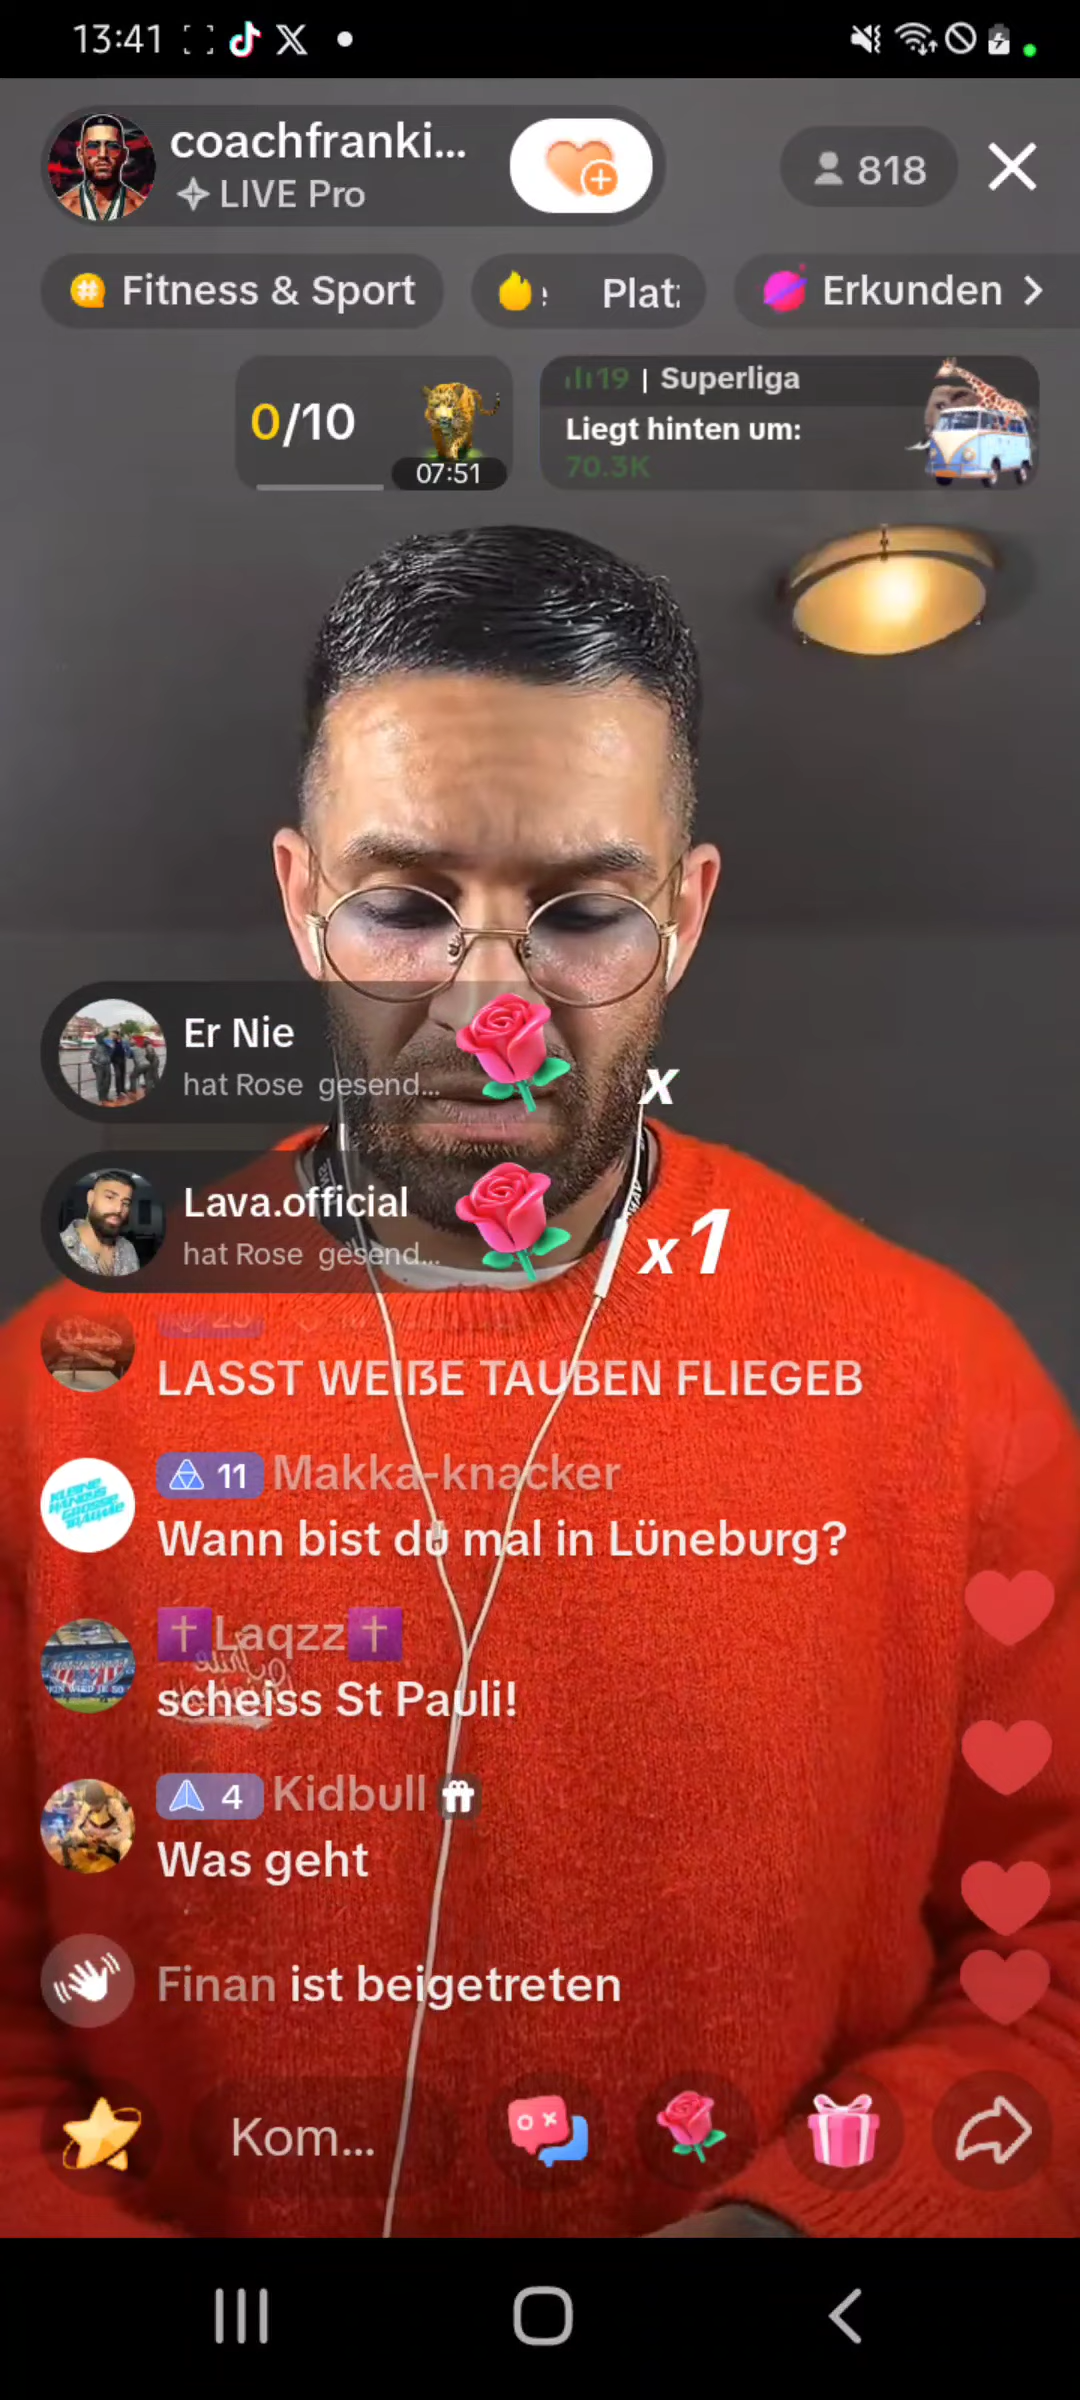 13:41
coachfranki...
LIVE Pro
818
Fitness & Sport
Erkunden
0/10
07:51
19 | Superliga
Liegt hinten um:
70.3K
Er Nie
hat Rose gesend...
x
Lava.official
hat Rose gesend...
x1
LASST WEIẞE TAUBEN FLIEGEB
11 Makka-knacker
Wann bist du mal in Lüneburg?
Laqzz
scheiss St Pauli!
4 Kidbull
Was geht
Finan ist beigetreten
Kom...